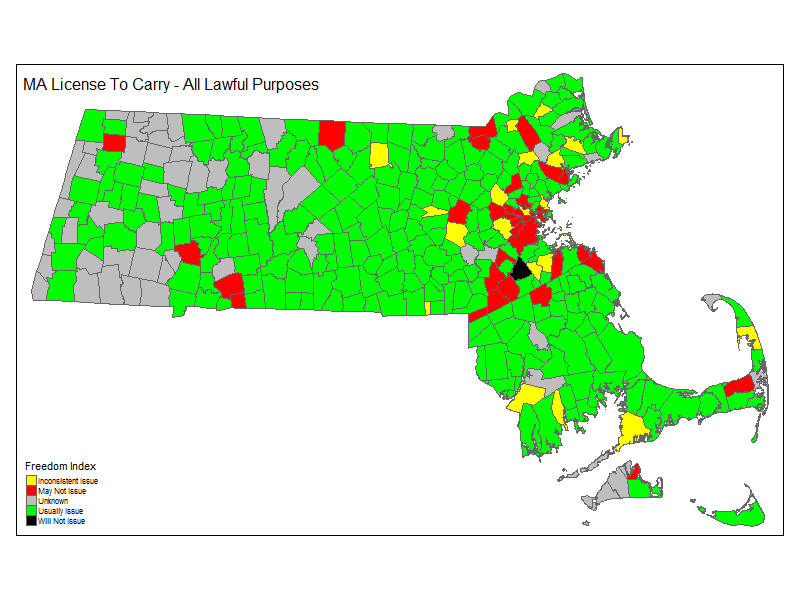 MA License To Carry - All Lawful Purposes
Freedom Index
Inconsistent Issue
May Not Issue
Unknown
Usually Issue
Will Not Issue